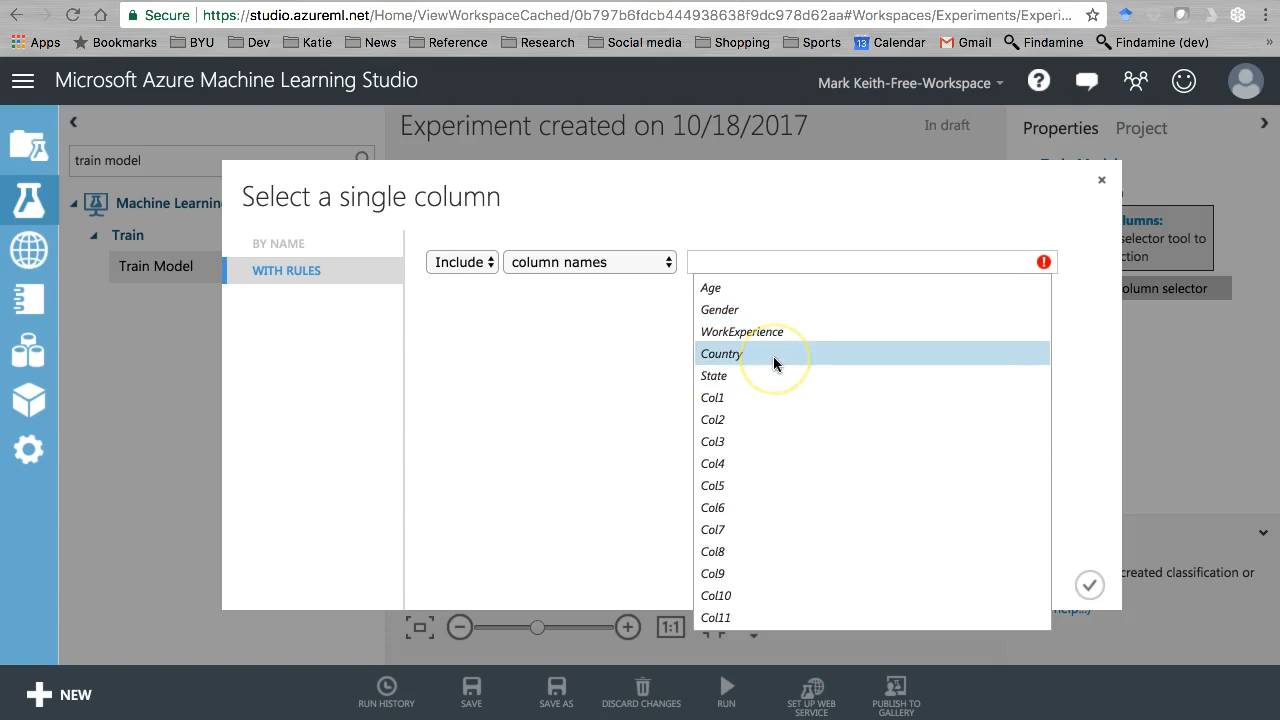 Secure https://studio.azureml.net/Home/ViewWorkspaceCached/0b797b6fdcb444938638f9dc978d62aa#Workspaces/Experiments/Experi...
Apps Bookmarks BYU Dev Katie News Reference Research Social media Shopping Sports 13 Calendar Gmail Findamine Findamine (dev) »
Microsoft Azure Machine Learning Studio
Mark Keith-Free-Workspace
Experiment created on 10/18/2017
In draft
Properties Project
train model
Select a single column
Machine Learning
BY NAME
WITH RULES
Train
Train Model
Include column names
lumns:
selector tool to
ction
olumn selector
Age
Gender
WorkExperience
Country
State
Col1
Col2
Col3
Col4
Col5
Col6
Col7
Col8
Col9
Col10
Col11
created classification or
help...)
1:1
NEW
RUN HISTORY
SAVE
SAVE AS
DISCARD CHANGES
RUN
SET UP WEB
SERVICE
PUBLISH TO
GALLERY